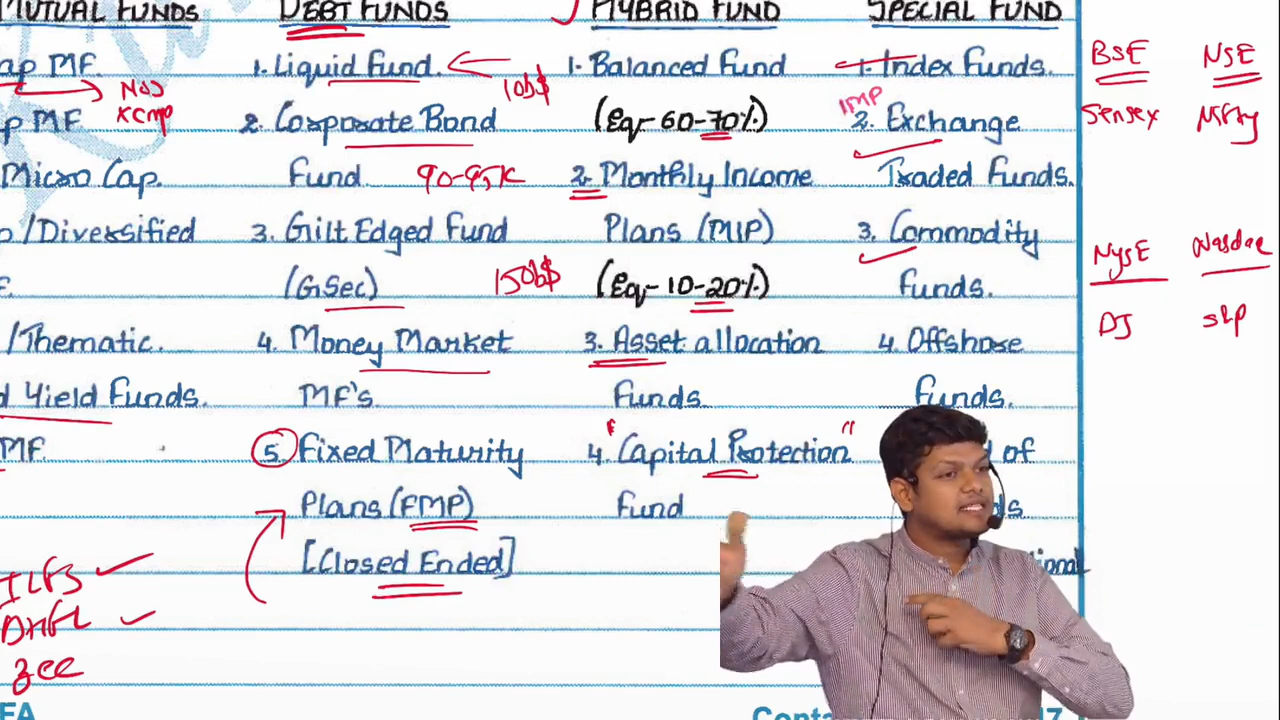 MUTUAL FUNDS
ap MF.
p MF
Micro Cap.
/Diversified
/Thematic.
d Yield Funds.
MF.
ILFS
DHFL
Zee
DEBT FUNDS
1. Liquid Fund.
10b$
2. Corporate Bond
Fund.
3. Gilt Edged Fund
(GSec)
150b$
4. Money Market
MF's.
5. Fixed Maturity
Plans (FMP)
[Closed Ended]
HYBRID FUND
1. Balanced Fund
(Eq- 60-70%)
2. Monthly Income
Plans (MIP)
(Eq- 10-20%)
3. Asset allocation
Funds.
4. "Capital Protection"
Fund
SPECIAL FUND
1. Index Funds.
IMP
2. Exchange
Traded Funds.
3. Commodity
Funds.
4. Offshore
Funds.
of
ds
BSE NSE
Sensex Nifty
NYSE Nasdac
DJ S&P
FA